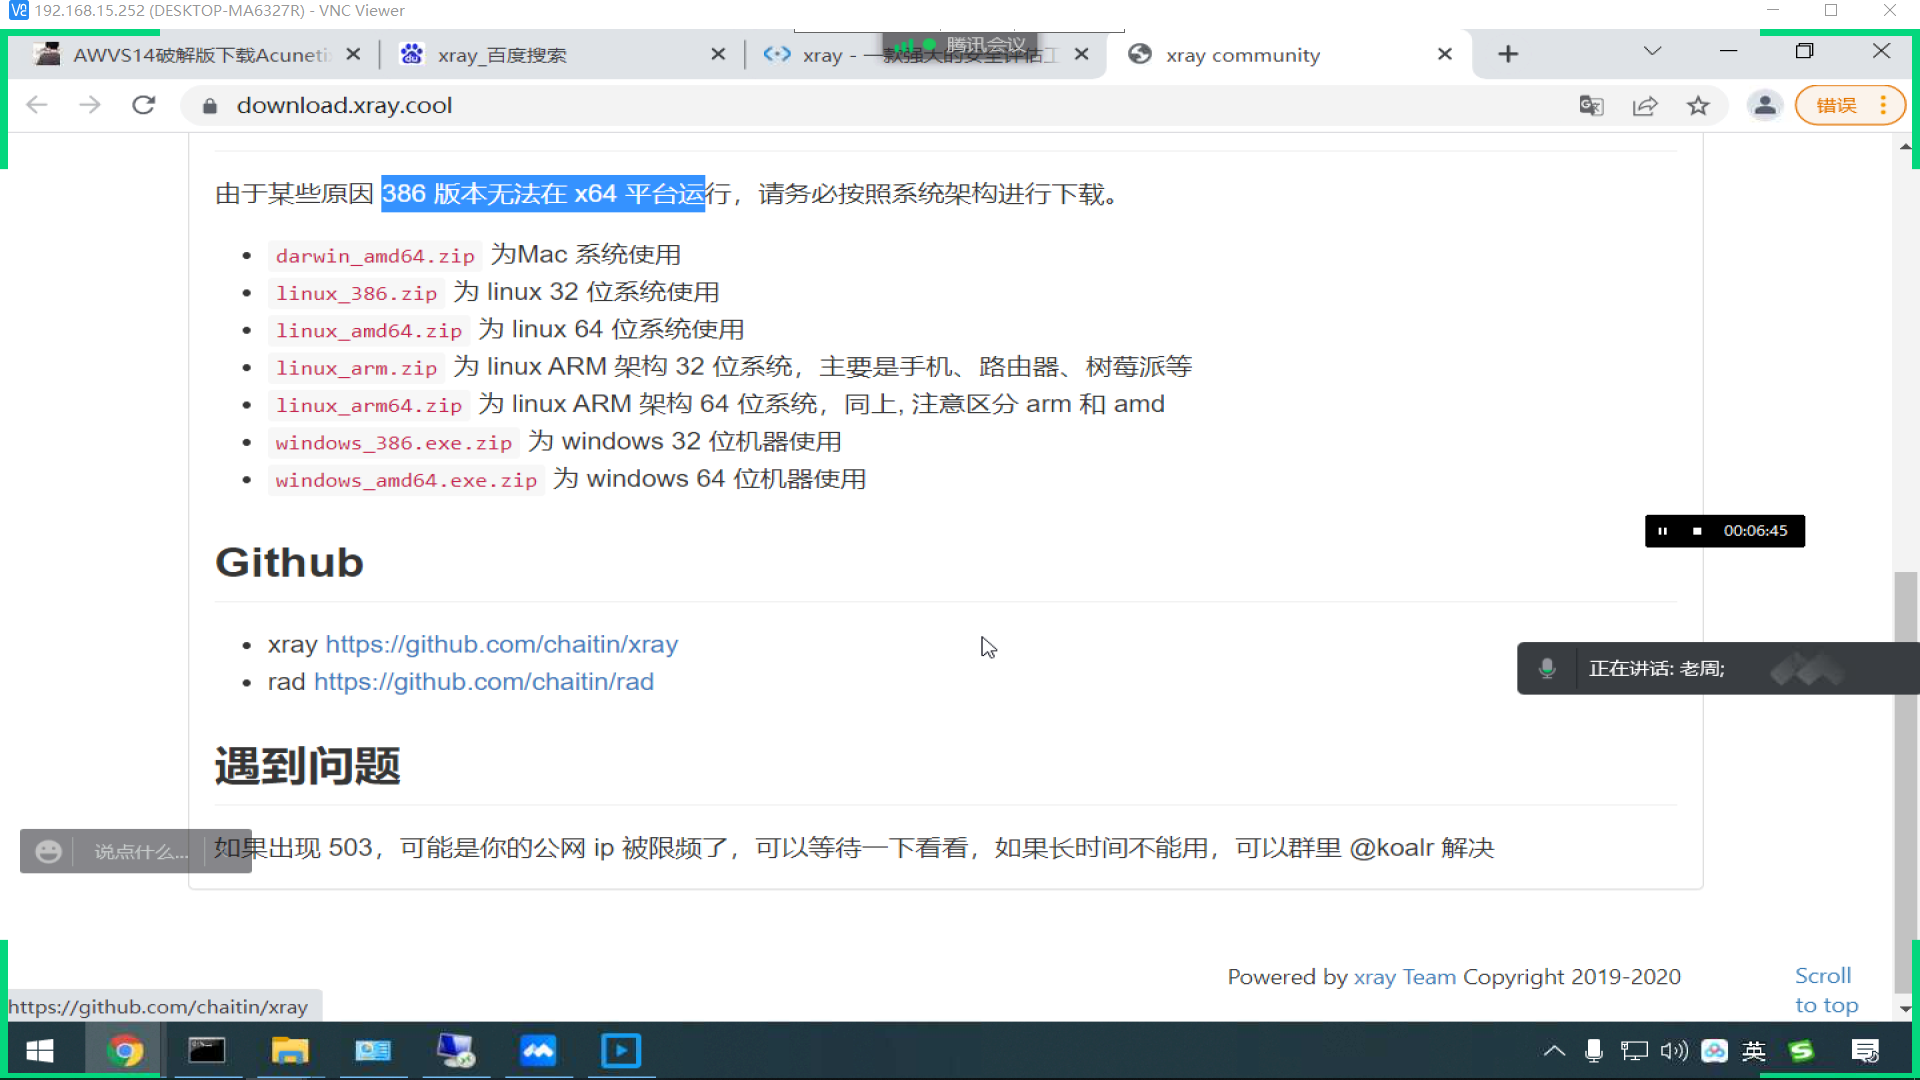 192.168.15.252 (DESKTOP-MA6327R) - VNC Viewer
AWVS14破解版下载Acuneti
xray_百度搜索
xray - 一款强大的安全评估工
腾讯会议
xray community
download.xray.cool
错误
由于某些原因 386 版本无法在 x64 平台运行，请务必按照系统架构进行下载。
darwin_amd64.zip 为Mac 系统使用
linux_386.zip 为 linux 32 位系统使用
linux_amd64.zip 为 linux 64 位系统使用
linux_arm.zip 为 linux ARM 架构 32 位系统，主要是手机、路由器、树莓派等
linux_arm64.zip 为 linux ARM 架构 64 位系统，同上, 注意区分 arm 和 amd
windows_386.exe.zip 为 windows 32 位机器使用
windows_amd64.exe.zip 为 windows 64 位机器使用
00:06:45
Github
xray https://github.com/chaitin/xray
rad https://github.com/chaitin/rad
正在讲话: 老周;
遇到问题
说点什么...
如果出现 503，可能是你的公网 ip 被限频了，可以等待一下看看，如果长时间不能用，可以群里 @koalr 解决
Powered by xray Team Copyright 2019-2020
Scroll
to top
https://github.com/chaitin/xray
英